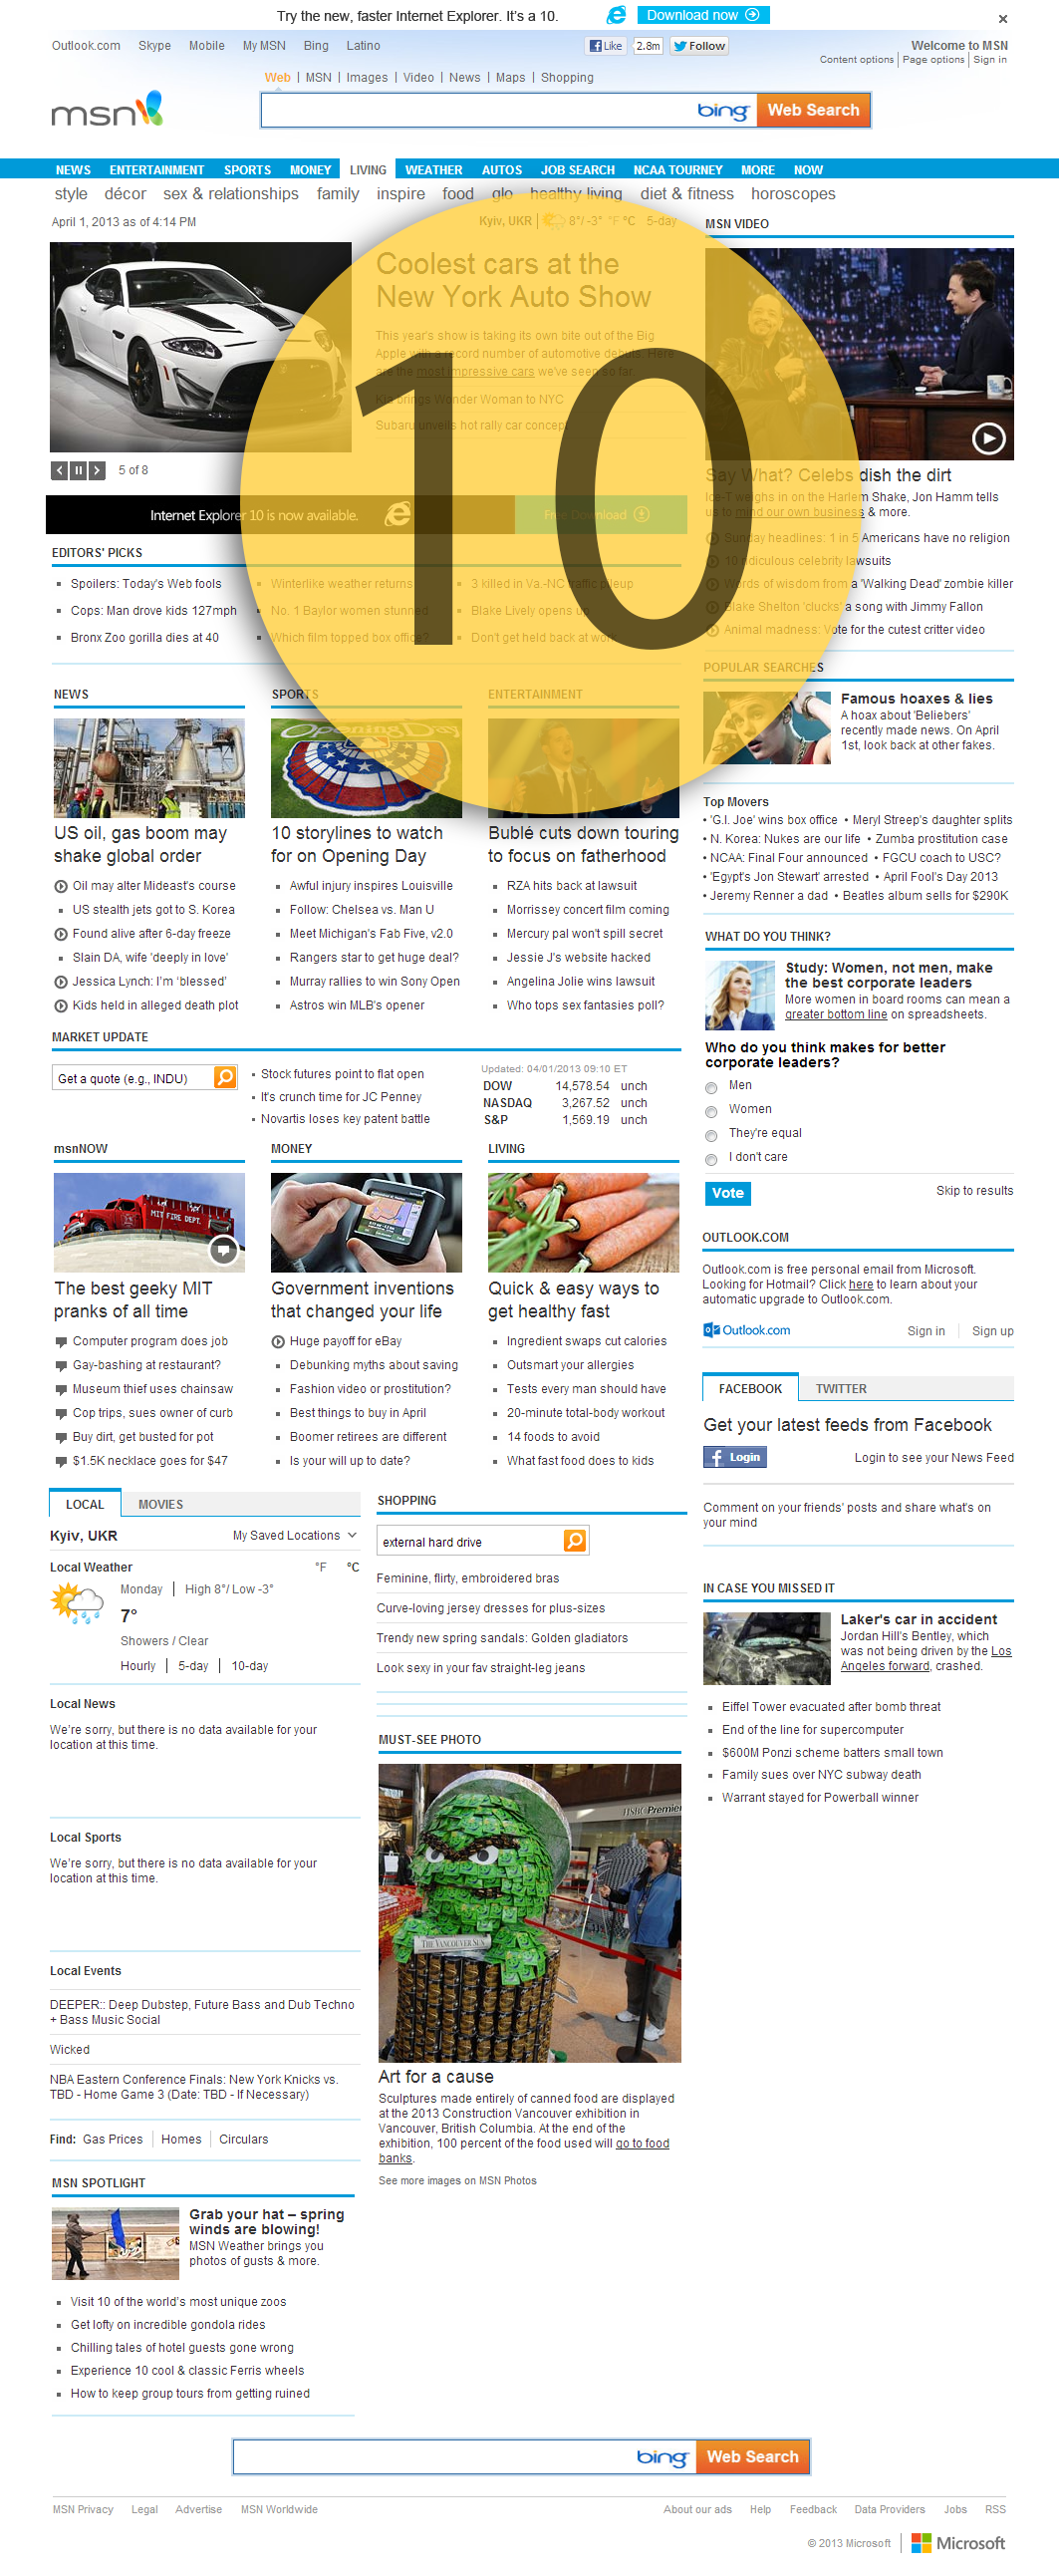 Try the new, faster Internet Explorer. It's a 10. Download now
Outlook.com Skype Mobile My MSN Bing Latino
Like 2.8m Follow
Welcome to MSN
Content options Page options Sign in
Web MSN Images Video News Maps Shopping
msn
bing Web Search
NEWS ENTERTAINMENT SPORTS MONEY LIVING WEATHER AUTOS JOB SEARCH NCAA TOURNEY MORE NOW
style décor sex & relationships family inspire food glo healthy living diet & fitness horoscopes
April 1, 2013 as of 4:14 PM
Kyiv, UKR 8°/ -3° °F °C 5-day
10
Coolest cars at the
New York Auto Show
This year's show is taking its own bite out of the Big
Apple with a record number of automotive debuts. Here
are the most impressive cars we've seen so far.
Kia brings Wonder Woman to NYC
Subaru unveils hot rally car concept
5 of 8
Internet Explorer 10 is now available. Free Download
EDITORS' PICKS
Spoilers: Today's Web fools
Cops: Man drove kids 127mph
Bronx Zoo gorilla dies at 40
Winterlike weather returns
No. 1 Baylor women stunned
Which film topped box office?
3 killed in Va.-NC traffic pileup
Blake Lively opens up
Don't get held back at work
NEWS
US oil, gas boom may
shake global order
Oil may alter Mideast's course
US stealth jets got to S. Korea
Found alive after 6-day freeze
Slain DA, wife 'deeply in love'
Jessica Lynch: I'm 'blessed'
Kids held in alleged death plot
SPORTS
Opening Day
10 storylines to watch
for on Opening Day
Awful injury inspires Louisville
Follow: Chelsea vs. Man U
Meet Michigan's Fab Five, v2.0
Rangers star to get huge deal?
Murray rallies to win Sony Open
Astros win MLB's opener
ENTERTAINMENT
Bublé cuts down touring
to focus on fatherhood
RZA hits back at lawsuit
Morrissey concert film coming
Mercury pal won't spill secret
Jessie J's website hacked
Angelina Jolie wins lawsuit
Who tops sex fantasies poll?
MARKET UPDATE
Get a quote (e.g., INDU)
Stock futures point to flat open
It's crunch time for JC Penney
Novartis loses key patent battle
Updated: 04/01/2013 09:10 ET
DOW 14,578.54 unch
NASDAQ 3,267.52 unch
S&P 1,569.19 unch
msnNOW
MIT FIRE DEPT.
The best geeky MIT
pranks of all time
Computer program does job
Gay-bashing at restaurant?
Museum thief uses chainsaw
Cop trips, sues owner of curb
Buy dirt, get busted for pot
$1.5K necklace goes for $47
MONEY
Government inventions
that changed your life
Huge payoff for eBay
Debunking myths about saving
Fashion video or prostitution?
Best things to buy in April
Boomer retirees are different
Is your will up to date?
LIVING
Quick & easy ways to
get healthy fast
Ingredient swaps cut calories
Outsmart your allergies
Tests every man should have
20-minute total-body workout
14 foods to avoid
What fast food does to kids
LOCAL MOVIES
Kyiv, UKR My Saved Locations
Local Weather °F °C
Monday High 8°/ Low -3°
7°
Showers / Clear
Hourly 5-day 10-day
Local News
We're sorry, but there is no data available for your
location at this time.
Local Sports
We're sorry, but there is no data available for your
location at this time.
Local Events
DEEPER:: Deep Dubstep, Future Bass and Dub Techno
+ Bass Music Social
Wicked
NBA Eastern Conference Finals: New York Knicks vs.
TBD - Home Game 3 (Date: TBD - If Necessary)
Find: Gas Prices Homes Circulars
MSN SPOTLIGHT
Grab your hat – spring
winds are blowing!
MSN Weather brings you
photos of gusts & more.
Visit 10 of the world's most unique zoos
Get lofty on incredible gondola rides
Chilling tales of hotel guests gone wrong
Experience 10 cool & classic Ferris wheels
How to keep group tours from getting ruined
SHOPPING
external hard drive
Feminine, flirty, embroidered bras
Curve-loving jersey dresses for plus-sizes
Trendy new spring sandals: Golden gladiators
Look sexy in your fav straight-leg jeans
MUST-SEE PHOTO
HSBC Premier
THE VANCOUVER SUN
Art for a cause
Sculptures made entirely of canned food are displayed
at the 2013 Construction Vancouver exhibition in
Vancouver, British Columbia. At the end of the
exhibition, 100 percent of the food used will go to food
banks.
See more images on MSN Photos
MSN VIDEO
Say What? Celebs dish the dirt
Ice-T weighs in on the Harlem Shake, Jon Hamm tells
us to mind our own business & more.
Sunday headlines: 1 in 5 Americans have no religion
10 ridiculous celebrity lawsuits
Words of wisdom from a 'Walking Dead' zombie killer
Blake Shelton 'clucks' a song with Jimmy Fallon
Animal madness: Vote for the cutest critter video
POPULAR SEARCHES
Famous hoaxes & lies
A hoax about 'Beliebers'
recently made news. On April
1st, look back at other fakes.
Top Movers
• 'G.I. Joe' wins box office • Meryl Streep's daughter splits
• N. Korea: Nukes are our life • Zumba prostitution case
• NCAA: Final Four announced • FGCU coach to USC?
• 'Egypt's Jon Stewart' arrested • April Fool's Day 2013
• Jeremy Renner a dad • Beatles album sells for $290K
WHAT DO YOU THINK?
Study: Women, not men, make
the best corporate leaders
More women in board rooms can mean a
greater bottom line on spreadsheets.
Who do you think makes for better
corporate leaders?
Men
Women
They're equal
I don't care
Vote Skip to results
OUTLOOK.COM
Outlook.com is free personal email from Microsoft.
Looking for Hotmail? Click here to learn about your
automatic upgrade to Outlook.com.
Outlook.com Sign in Sign up
FACEBOOK TWITTER
Get your latest feeds from Facebook
Login Login to see your News Feed
Comment on your friends' posts and share what's on
your mind
IN CASE YOU MISSED IT
Laker's car in accident
Jordan Hill's Bentley, which
was not being driven by the Los
Angeles forward, crashed.
Eiffel Tower evacuated after bomb threat
End of the line for supercomputer
$600M Ponzi scheme batters small town
Family sues over NYC subway death
Warrant stayed for Powerball winner
bing Web Search
MSN Privacy Legal Advertise MSN Worldwide
About our ads Help Feedback Data Providers Jobs RSS
© 2013 Microsoft Microsoft